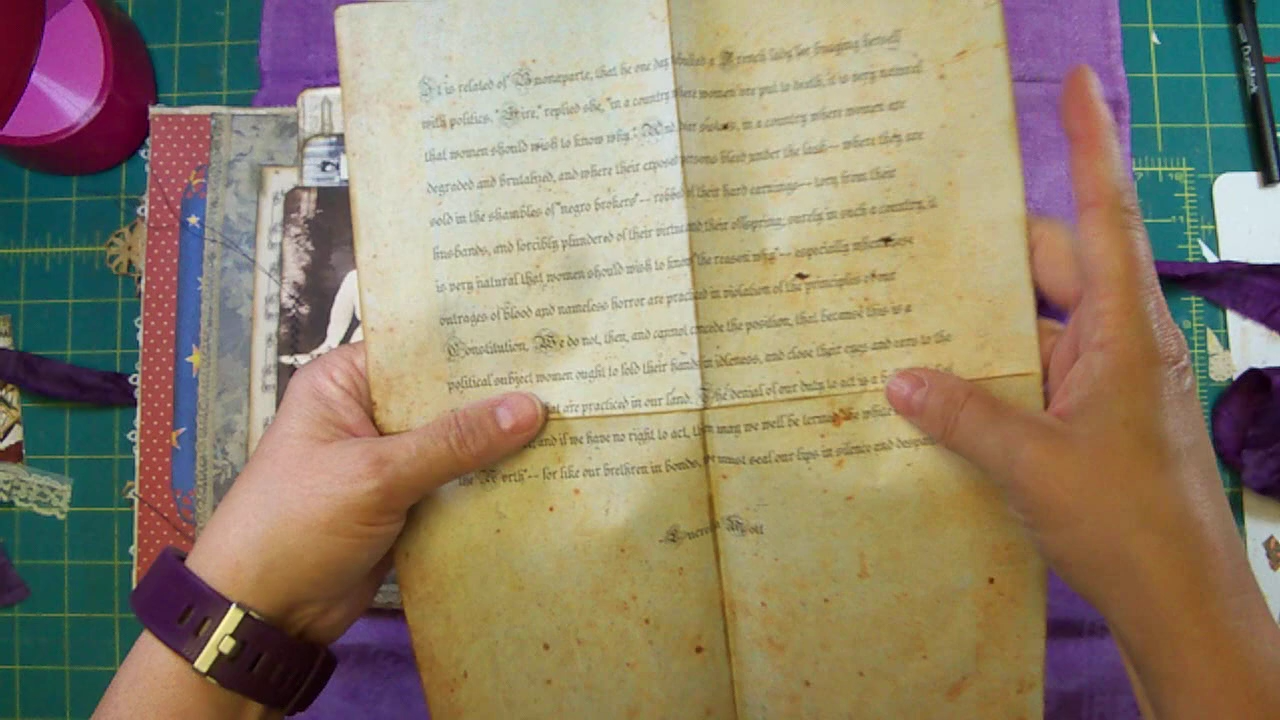 It is related of Buonaparte, that he one day rebuked a French lady for busying herself
with politics. "Sire," replied she, "in a country where women are put to death, it is very natural
that women should wish to know why." And, dear sisters, in a country where women are
degraded and brutalized, and where their exposed persons bleed under the lash-- where they are
sold in the shambles of "negro brokers"-- robbed of their hard earnings-- torn from their
husbands, and forcibly plundered of their virtue and their offspring; surely in such a country, it
is very natural that women should wish to know "the reason why"-- especially when these
outrages of blood and nameless horror are practiced in violation of the principles of our
Constitution. We do not, then, and cannot concede the position, that because this is a
political subject women ought to fold their hands in idleness, and close their eyes and ears to the
that are practiced in our land. The denial of our duty to act is a
and if we have no right to act, then may we well be termed "the white
the North"-- for like our brethren in bonds, we must seal our lips in silence and despair.
-Lucretia Mott